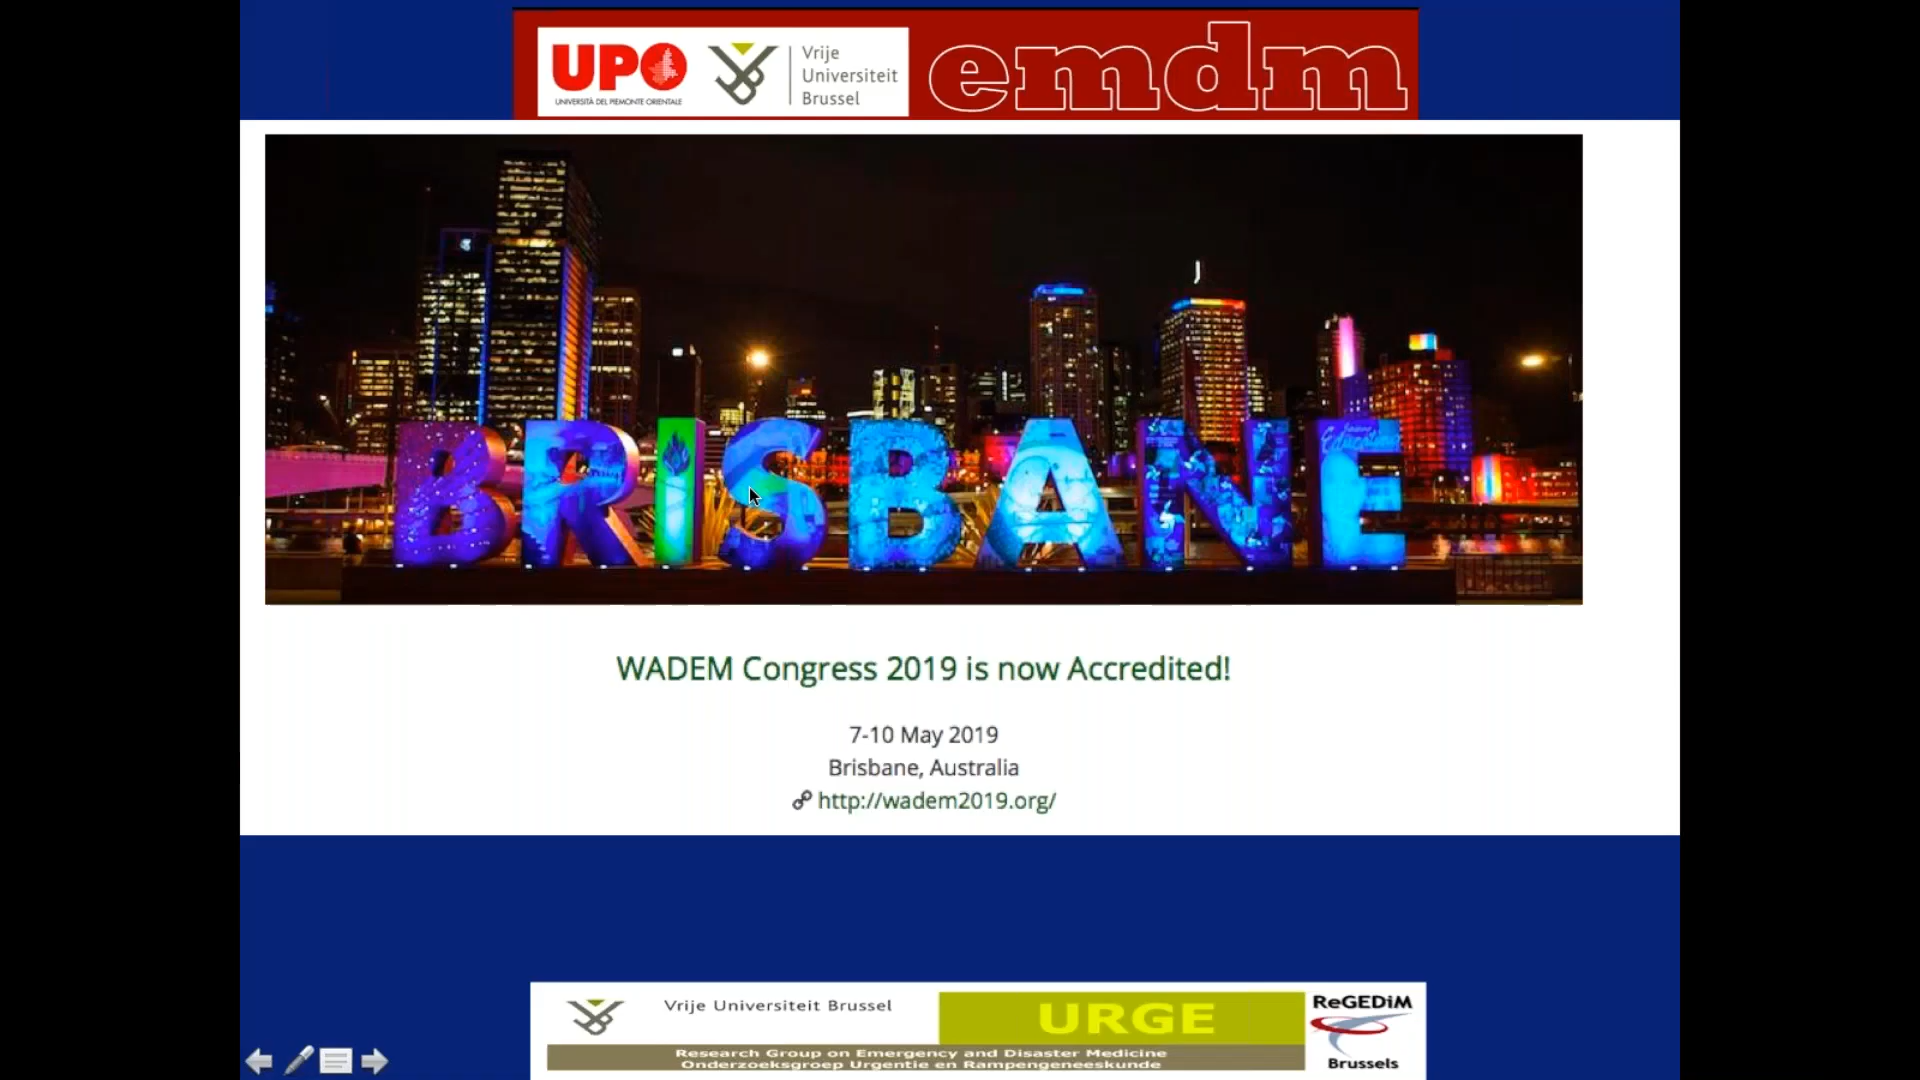 UPO
UNIVERSITÀ DEL PIEMONTE ORIENTALE
Vrije
Universiteit
Brussel
emdm
BRISBANE
WADEM Congress 2019 is now Accredited!
7-10 May 2019
Brisbane, Australia
http://wadem2019.org/
Vrije Universiteit Brussel
URGE
Research Group on Emergency and Disaster Medicine
Onderzoeksgroep Urgentie en Rampengeneeskunde
ReGEDiM
Brussels